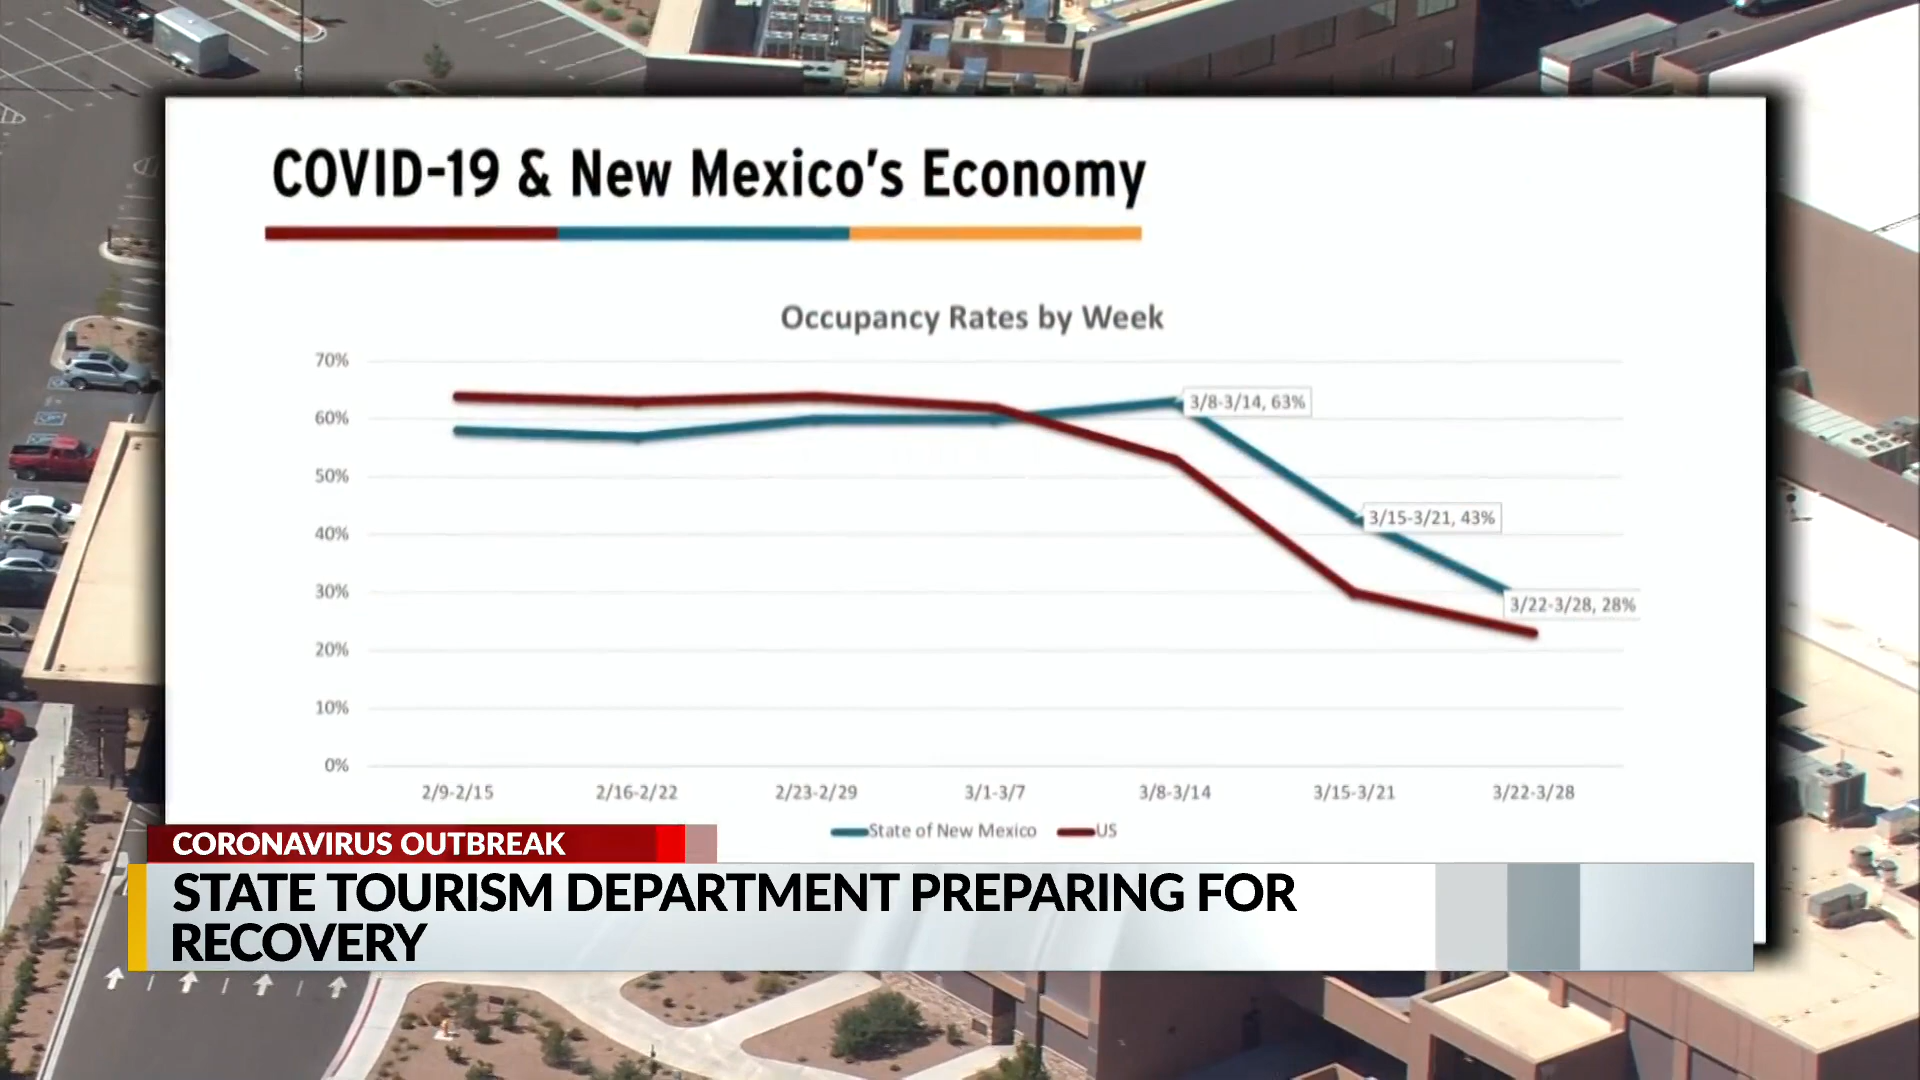 COVID-19 & New Mexico's Economy
Occupancy Rates by Week
70%
60%
50%
40%
30%
20%
10%
0%
3/8-3/14, 63%
3/15-3/21, 43%
3/22-3/28, 28%
2/9-2/15 2/16-2/22 2/23-2/29 3/1-3/7 3/8-3/14 3/15-3/21 3/22-3/28
State of New Mexico US
CORONAVIRUS OUTBREAK
STATE TOURISM DEPARTMENT PREPARING FOR
RECOVERY